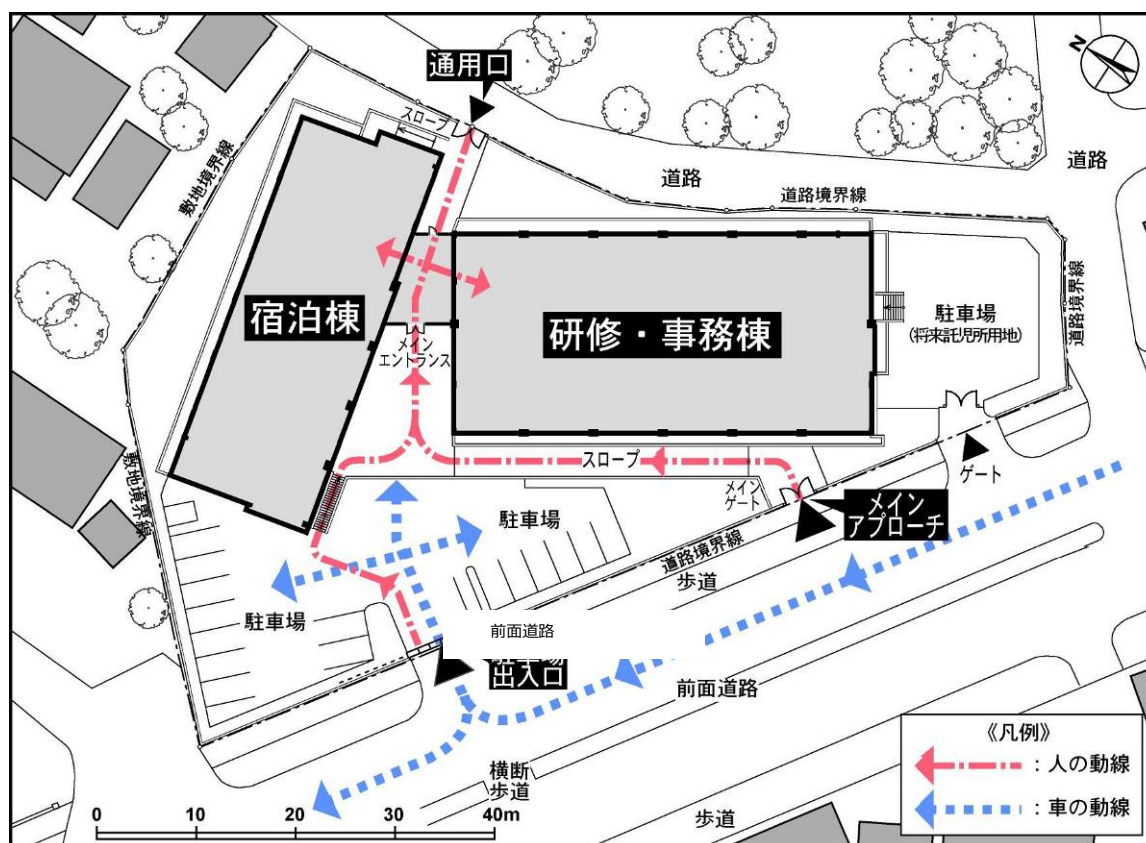 通用口
スロープ
N
敷地境界線
道路
道路
道路境界線
道路境界線
宿泊棟
研修・事務棟
駐車場
(将来託児所用地)
メイン
エントランス
スロープ
ゲート
メイン
ゲート
メイン
アプローチ
敷地境界線
駐車場
道路境界線
歩道
駐車場
前面道路
出入口
前面道路
横断
歩道
歩道
0 10 20 30 40m
《凡例》
:人の動線
:車の動線